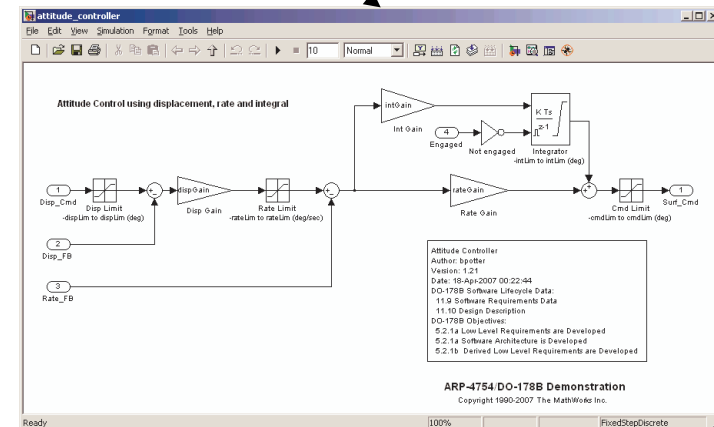 attitude_controller
File Edit View Simulation Format Tools Help
10 Normal
Attitude Control using displacement, rate and integral
intGain
Int Gain
K Ts
z-1
4
Engaged
Not engaged
Integrator
-intLim to intLim (deg)
1
Disp_Cmd
Disp Limit
-dispLim to dispLim (deg)
dispGain
Disp Gain
Rate Limit
-rateLim to rateLim (deg/sec)
rateGain
Rate Gain
Cmd Limit
-cmdLim to cmdLim (deg)
1
Surf_Cmd
2
Disp_FB
3
Rate_FB
Attitude Controller
Author: bpotter
Version: 1.21
Date: 18-Apr-2007 00:22:44
DO-178B Software Lifecycle Data:
11.9 Software Requirements Data
11.10 Design Description
DO-178B Objectives:
5.2.1a Low Level Requirements are Developed
5.2.1a Software Architecture is Developed
5.2.1b Derived Low Level Requirements are Developed
ARP-4754/DO-178B Demonstration
Copyright 1990-2007 The MathWorks Inc.
Ready 100% FixedStepDiscrete